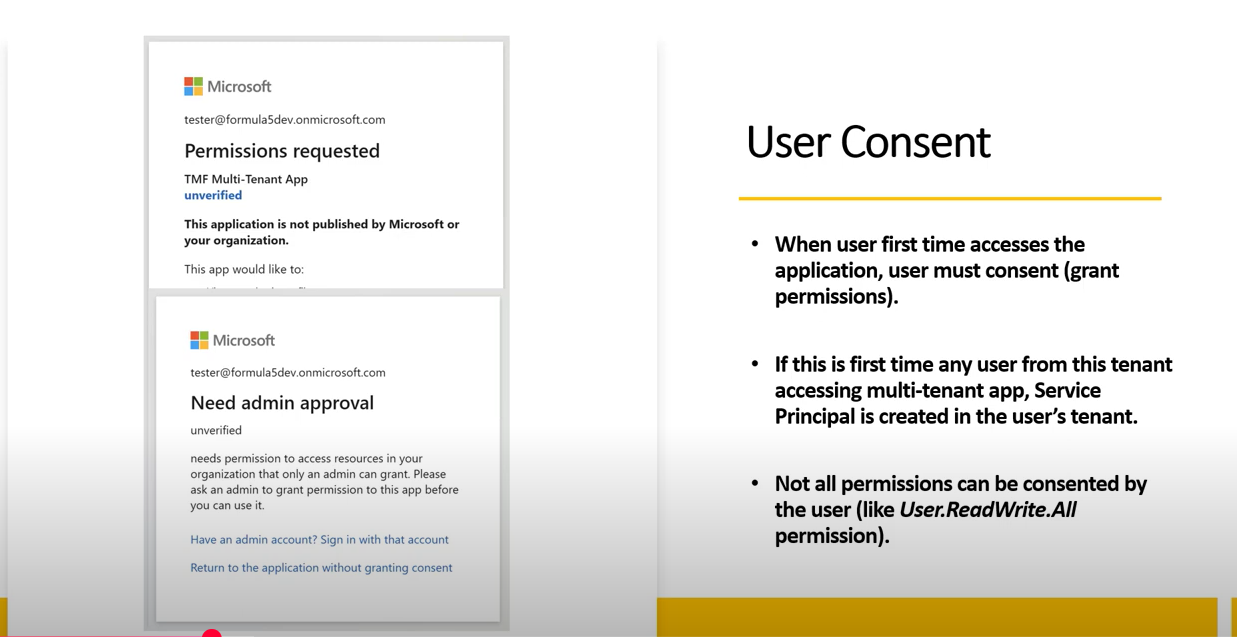 Microsoft
tester@formula5dev.onmicrosoft.com
Permissions requested
TMF Multi-Tenant App
unverified
This application is not published by Microsoft or
your organization.
This app would like to:
Microsoft
tester@formula5dev.onmicrosoft.com
Need admin approval
unverified
needs permission to access resources in your
organization that only an admin can grant. Please
ask an admin to grant permission to this app before
you can use it.
Have an admin account? Sign in with that account
Return to the application without granting consent
User Consent
• When user first time accesses the
application, user must consent (grant
permissions).
• If this is first time any user from this tenant
accessing multi-tenant app, Service
Principal is created in the user's tenant.
• Not all permissions can be consented by
the user (like User.ReadWrite.All
permission).